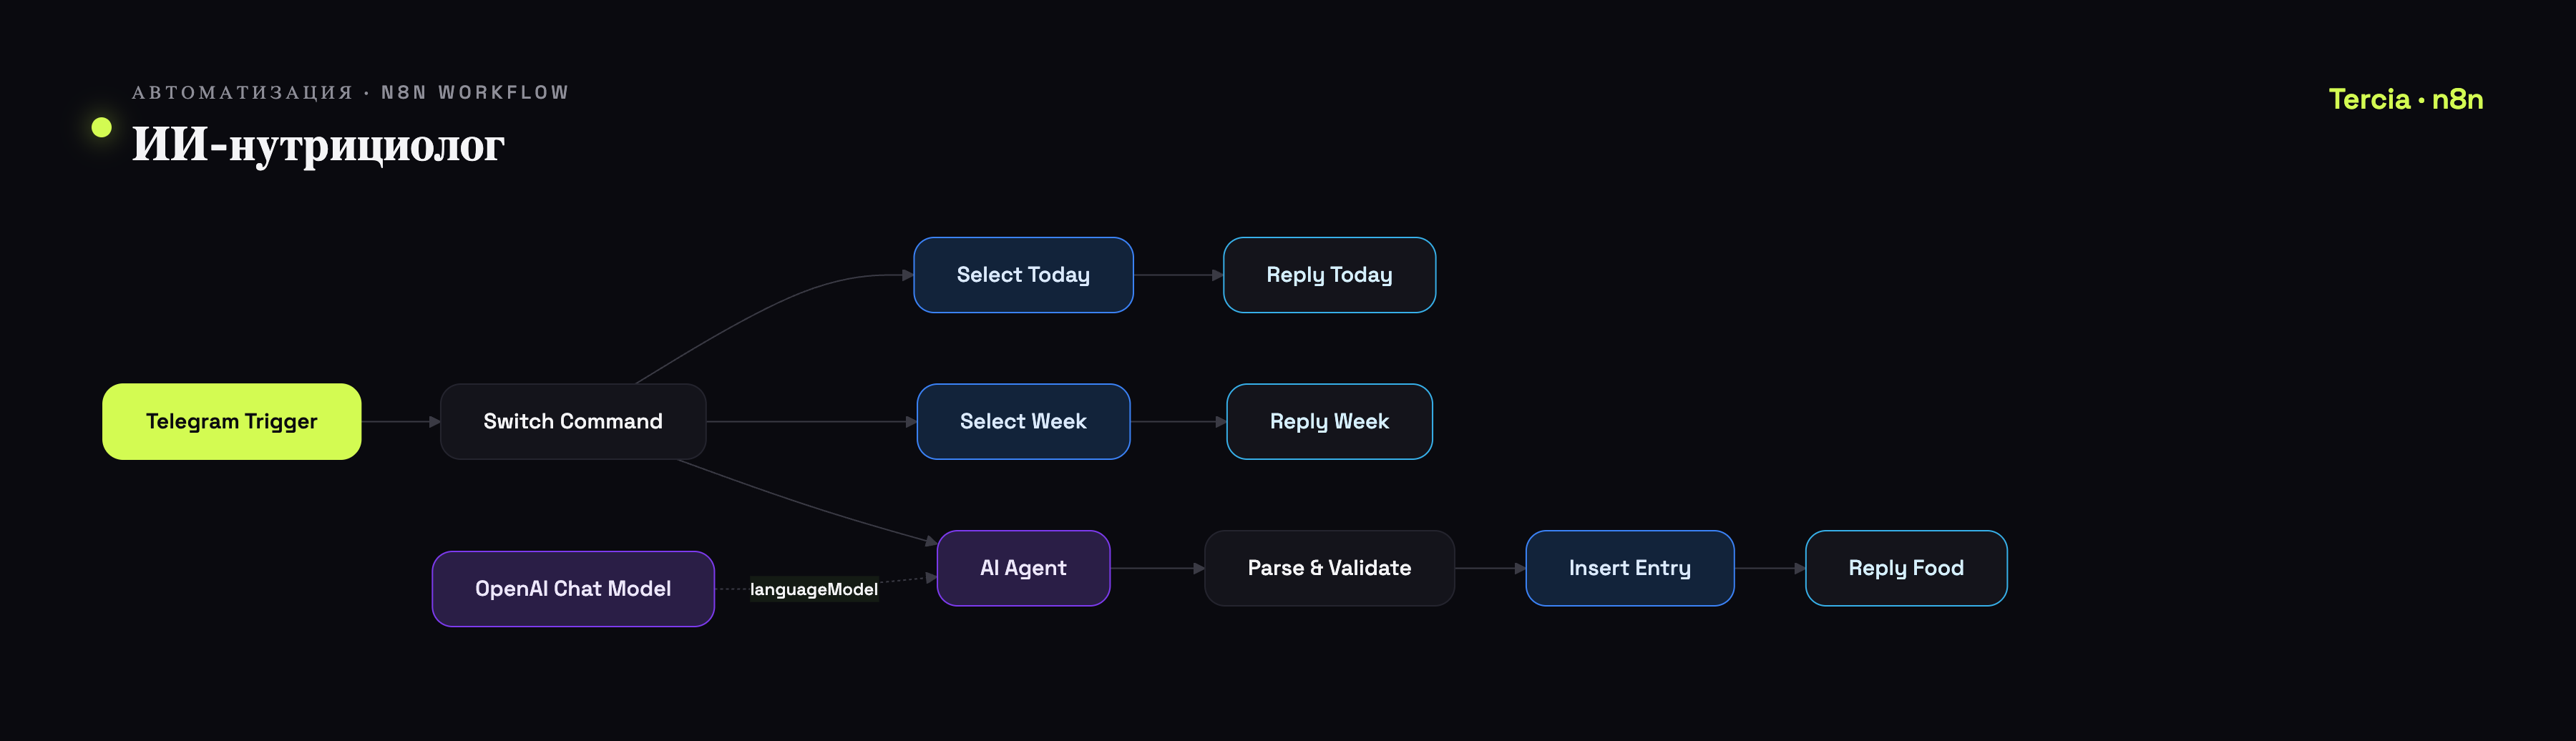 АВТОМАТИЗАЦИЯ · N8N WORKFLOW
Tercia · n8n
ИИ-нутрициолог
Select Today
Reply Today
Telegram Trigger
Switch Command
Select Week
Reply Week
OpenAI Chat Model
languageModel
AI Agent
Parse & Validate
Insert Entry
Reply Food